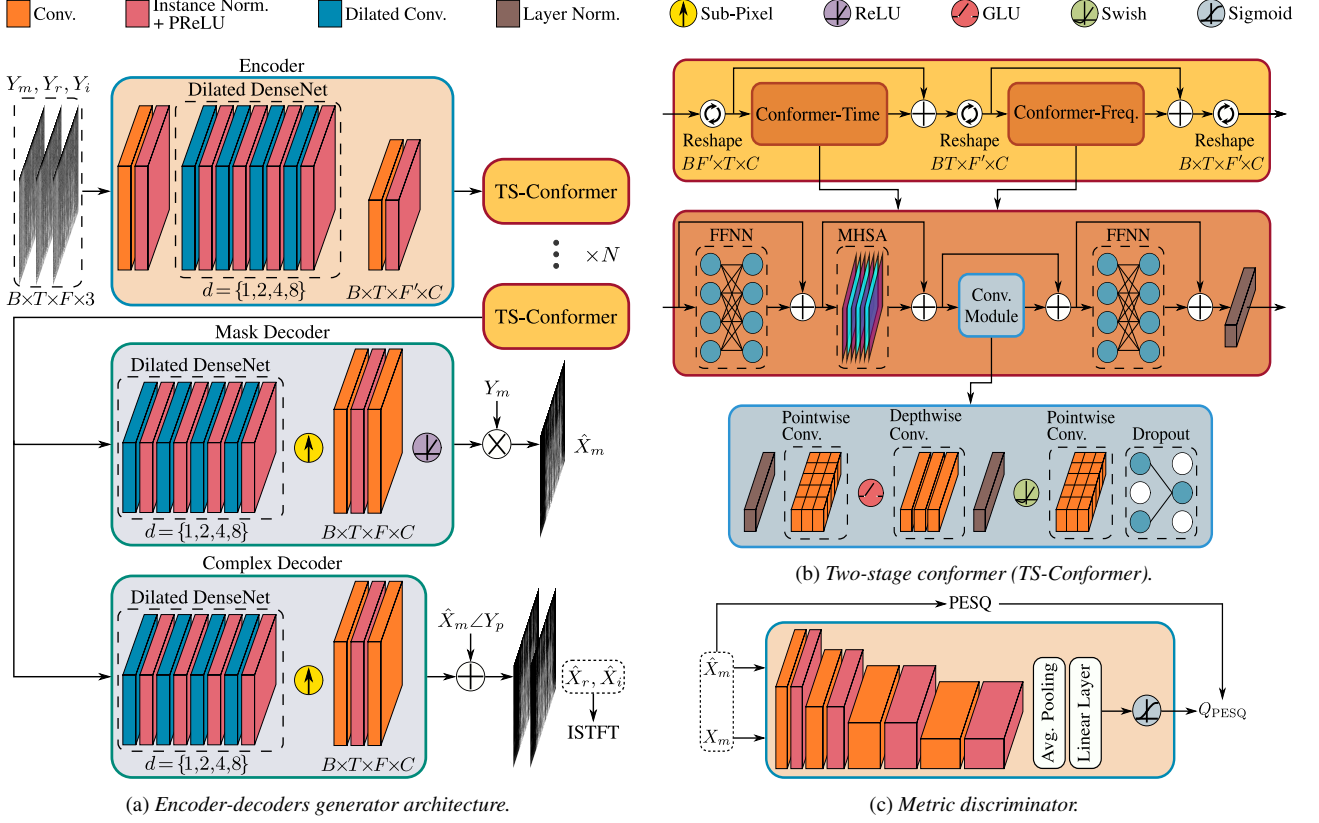 Conv.
Instance Norm.
+ PReLU
Dilated Conv.
Layer Norm.
Sub-Pixel
ReLU
GLU
Swish
Sigmoid
Encoder
Y_m, Y_r, Y_i
Dilated DenseNet
d={1,2,4,8}
B×T×F'×C
B×T×F×3
TS-Conformer
⋮ ×N
TS-Conformer
Mask Decoder
Dilated DenseNet
d={1,2,4,8}
B×T×F×C
Y_m
X̂_m
Complex Decoder
Dilated DenseNet
d={1,2,4,8}
B×T×F×C
X̂_m∠Y_p
X̂_r, X̂_i
ISTFT
(a) Encoder-decoders generator architecture.
Conformer-Time
Conformer-Freq.
Reshape
BF'×T×C
Reshape
BT×F'×C
Reshape
B×T×F'×C
FFNN
MHSA
Conv.
Module
FFNN
Pointwise
Conv.
Depthwise
Conv.
Pointwise
Conv.
Dropout
(b) Two-stage conformer (TS-Conformer).
PESQ
X̂_m
X_m
Avg. Pooling
Linear Layer
Q_PESQ
(c) Metric discriminator.